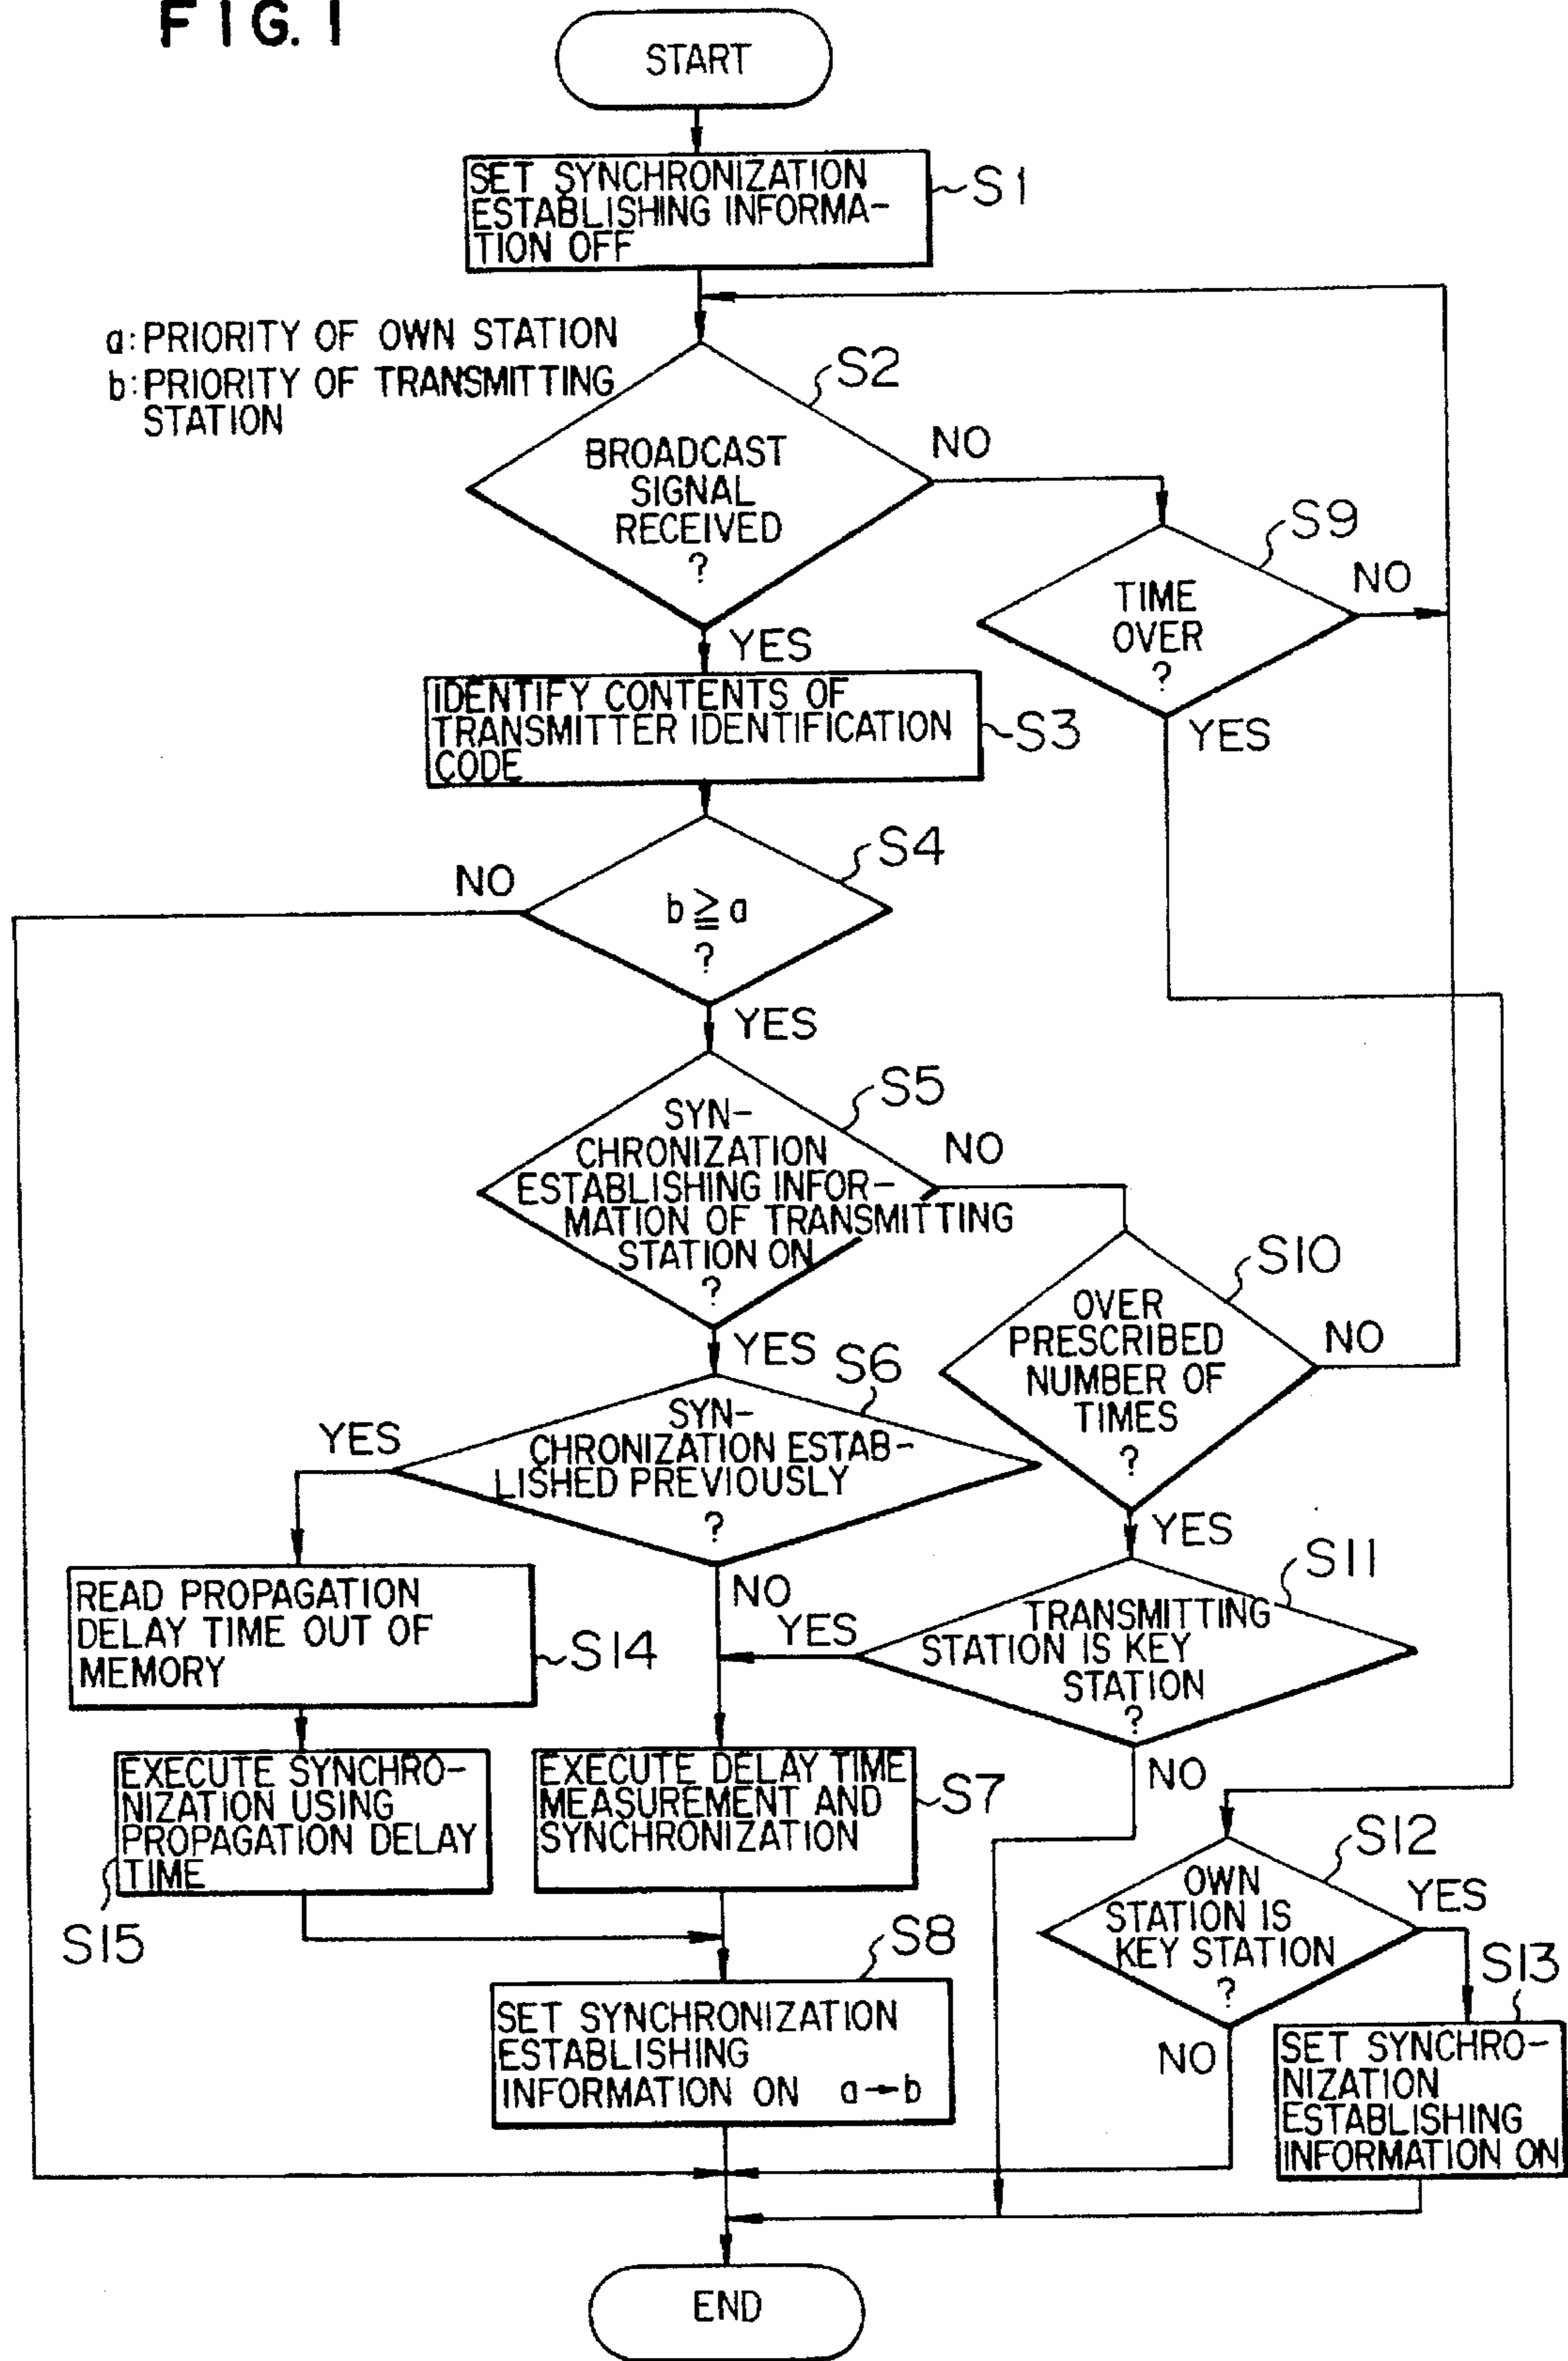 FIG. 1
START
SET SYNCHRONIZATION
ESTABLISHING INFORMA-
TION OFF
S1
a: PRIORITY OF OWN STATION
b: PRIORITY OF TRANSMITTING
STATION
S2
BROADCAST
SIGNAL
RECEIVED
?
NO
YES
S9
TIME
OVER
?
NO
YES
IDENTIFY CONTENTS OF
TRANSMITTER IDENTIFICATION
CODE
S3
S4
b ≧ a
?
NO
YES
S5
SYN-
CHRONIZATION
ESTABLISHING INFOR-
MATION OF TRANSMITTING
STATION ON
?
NO
YES
S10
OVER
PRESCRIBED
NUMBER OF
TIMES
?
NO
YES
S6
SYN-
CHRONIZATION ESTAB-
LISHED PREVIOUSLY
?
YES
NO
S11
TRANSMITTING
STATION IS KEY
STATION
?
YES
NO
READ PROPAGATION
DELAY TIME OUT OF
MEMORY
S14
EXECUTE SYNCHRO-
NIZATION USING
PROPAGATION DELAY
TIME
S15
EXECUTE DELAY TIME
MEASUREMENT AND
SYNCHRONIZATION
S7
S12
OWN
STATION IS
KEY STATION
?
YES
NO
S13
SET SYNCHRO-
NIZATION
ESTABLISHING
INFORMATION ON
S8
SET SYNCHRONIZATION
ESTABLISHING
INFORMATION ON a→b
END